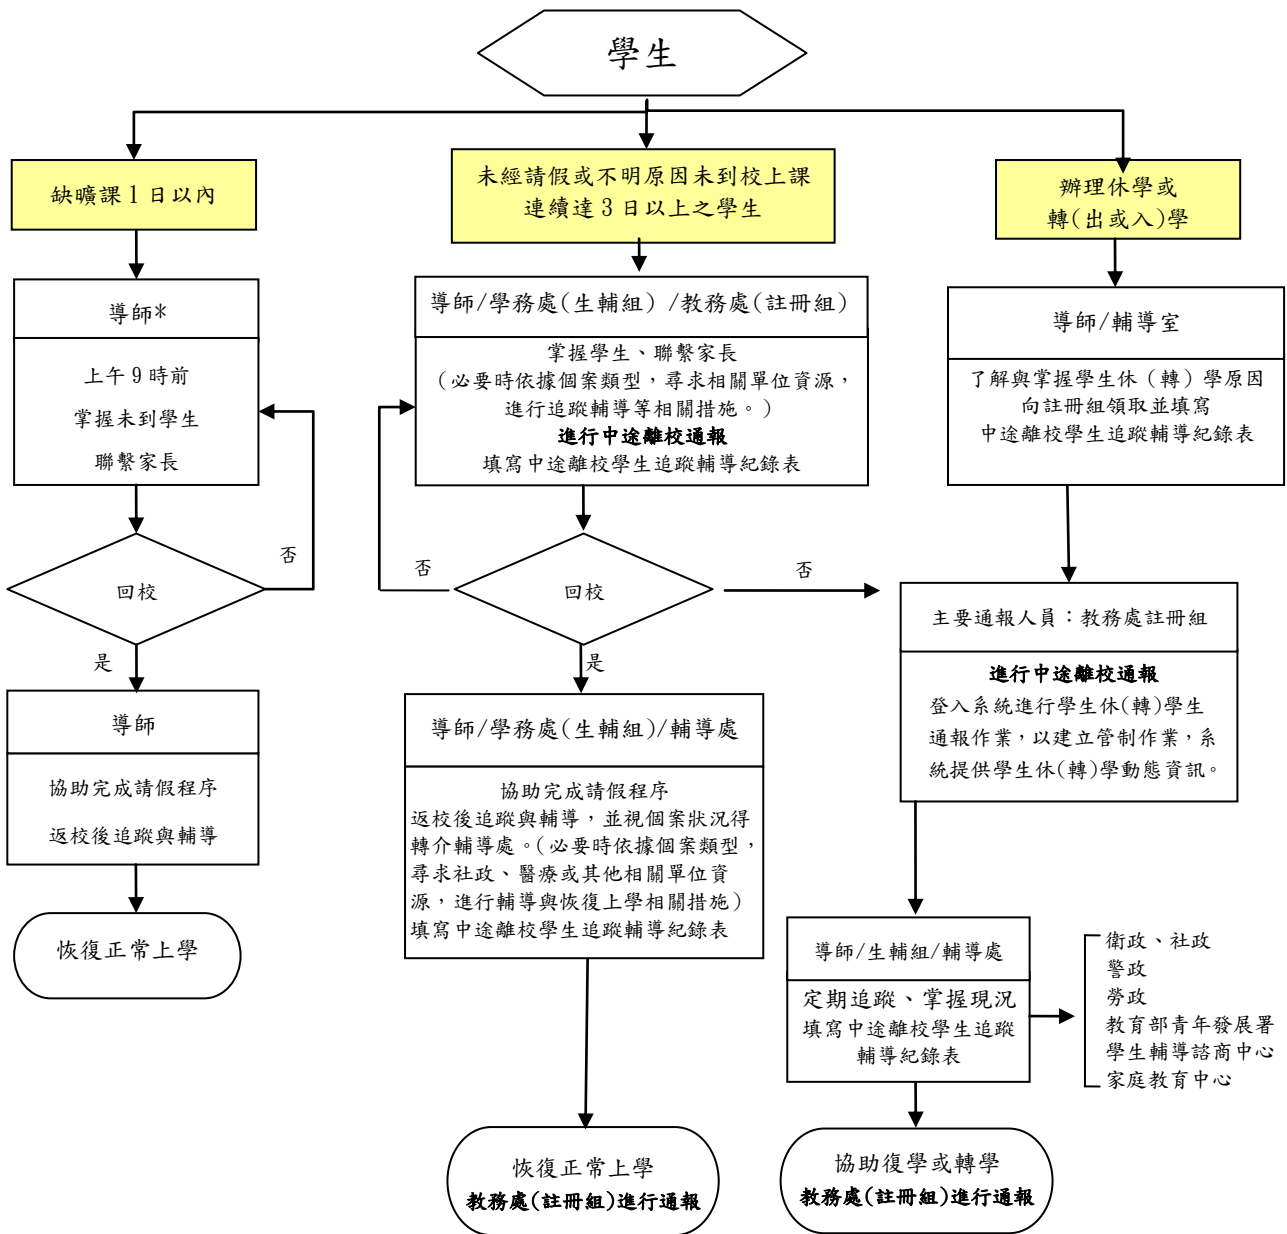 學生
缺曠課1日以內
未經請假或不明原因未到校上課
連續達3日以上之學生
辦理休學或
轉(出或入)學
導師*
上午9時前
掌握未到學生
聯繫家長
否
回校
是
導師
協助完成請假程序
返校後追蹤與輔導
恢復正常上學
導師/學務處(生輔組) /教務處(註冊組)
掌握學生、聯繫家長
(必要時依據個案類型,尋求相關單位資源,
進行追蹤輔導等相關措施。)
進行中途離校通報
填寫中途離校學生追蹤輔導紀錄表
否
回校
否
是
導師/學務處(生輔組)/輔導處
協助完成請假程序
返校後追蹤與輔導,並視個案狀況得
轉介輔導處。(必要時依據個案類型,
尋求社政、醫療或其他相關單位資
源,進行輔導與恢復上學相關措施)
填寫中途離校學生追蹤輔導紀錄表
恢復正常上學
教務處(註冊組)進行通報
導師/輔導室
了解與掌握學生休(轉)學原因
向註冊組領取並填寫
中途離校學生追蹤輔導紀錄表
主要通報人員:教務處註冊組
進行中途離校通報
登入系統進行學生休(轉)學生
通報作業,以建立管制作業,系
統提供學生休(轉)學動態資訊。
導師/生輔組/輔導處
定期追蹤、掌握現況
填寫中途離校學生追蹤
輔導紀錄表
衛政、社政
警政
勞政
教育部青年發展署
學生輔導諮商中心
家庭教育中心
協助復學或轉學
教務處(註冊組)進行通報